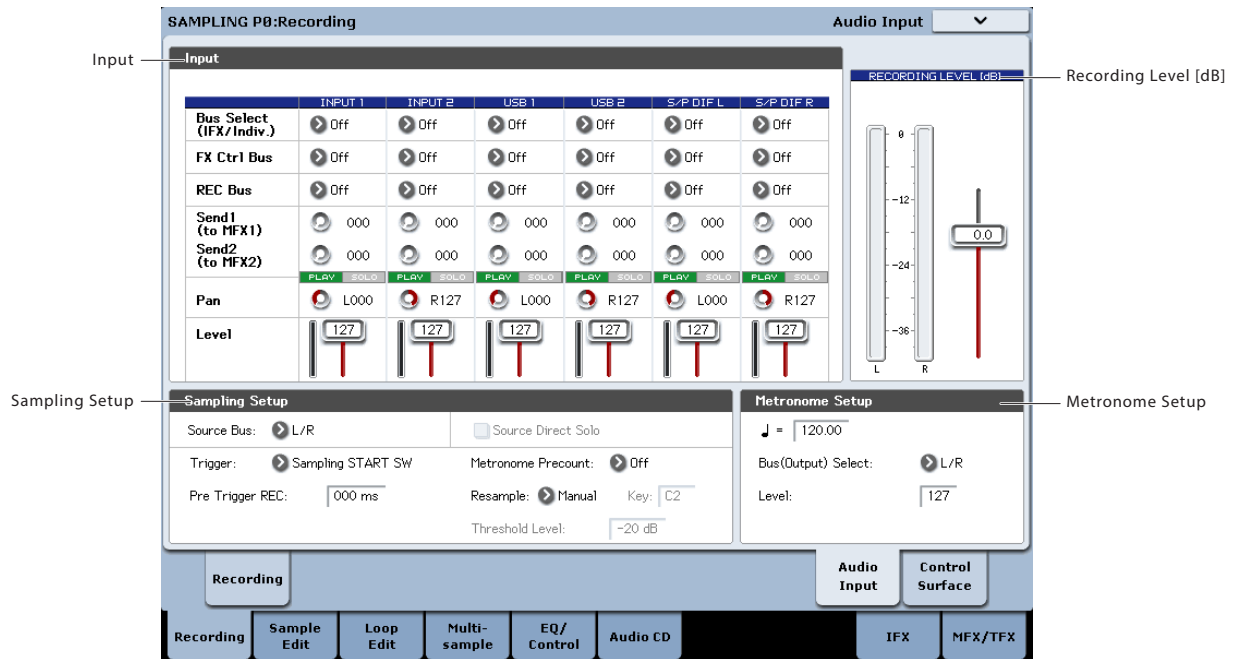 SAMPLING P0:Recording Audio Input
Input
Input
Recording Level [dB]
RECORDING LEVEL [dB]
INPUT 1 INPUT 2 USB 1 USB 2 S/P DIF L S/P DIF R
Bus Select
(IFX/Indiv.)
Off Off Off Off Off Off
FX Ctrl Bus Off Off Off Off Off Off
REC Bus Off Off Off Off Off Off
Send1
(to MFX1)
000 000 000 000 000 000
Send2
(to MFX2)
000 000 000 000 000 000
PLAY SOLO PLAY SOLO PLAY SOLO PLAY SOLO PLAY SOLO PLAY SOLO
Pan L000 R127 L000 R127 L000 R127
Level 127 127 127 127 127 127
0
-12
-24
-36
L R
0.0
Sampling Setup
Sampling Setup
Source Bus: L/R Source Direct Solo
Trigger: Sampling START SW Metronome Precount: Off
Pre Trigger REC: 000 ms Resample: Manual Key: C2
Threshold Level: -20 dB
Metronome Setup
Metronome Setup
♩ = 120.00
Bus(Output) Select: L/R
Level: 127
Recording
Audio
Input
Control
Surface
Recording
Sample
Edit
Loop
Edit
Multi-
sample
EQ/
Control
Audio CD
IFX
MFX/TFX